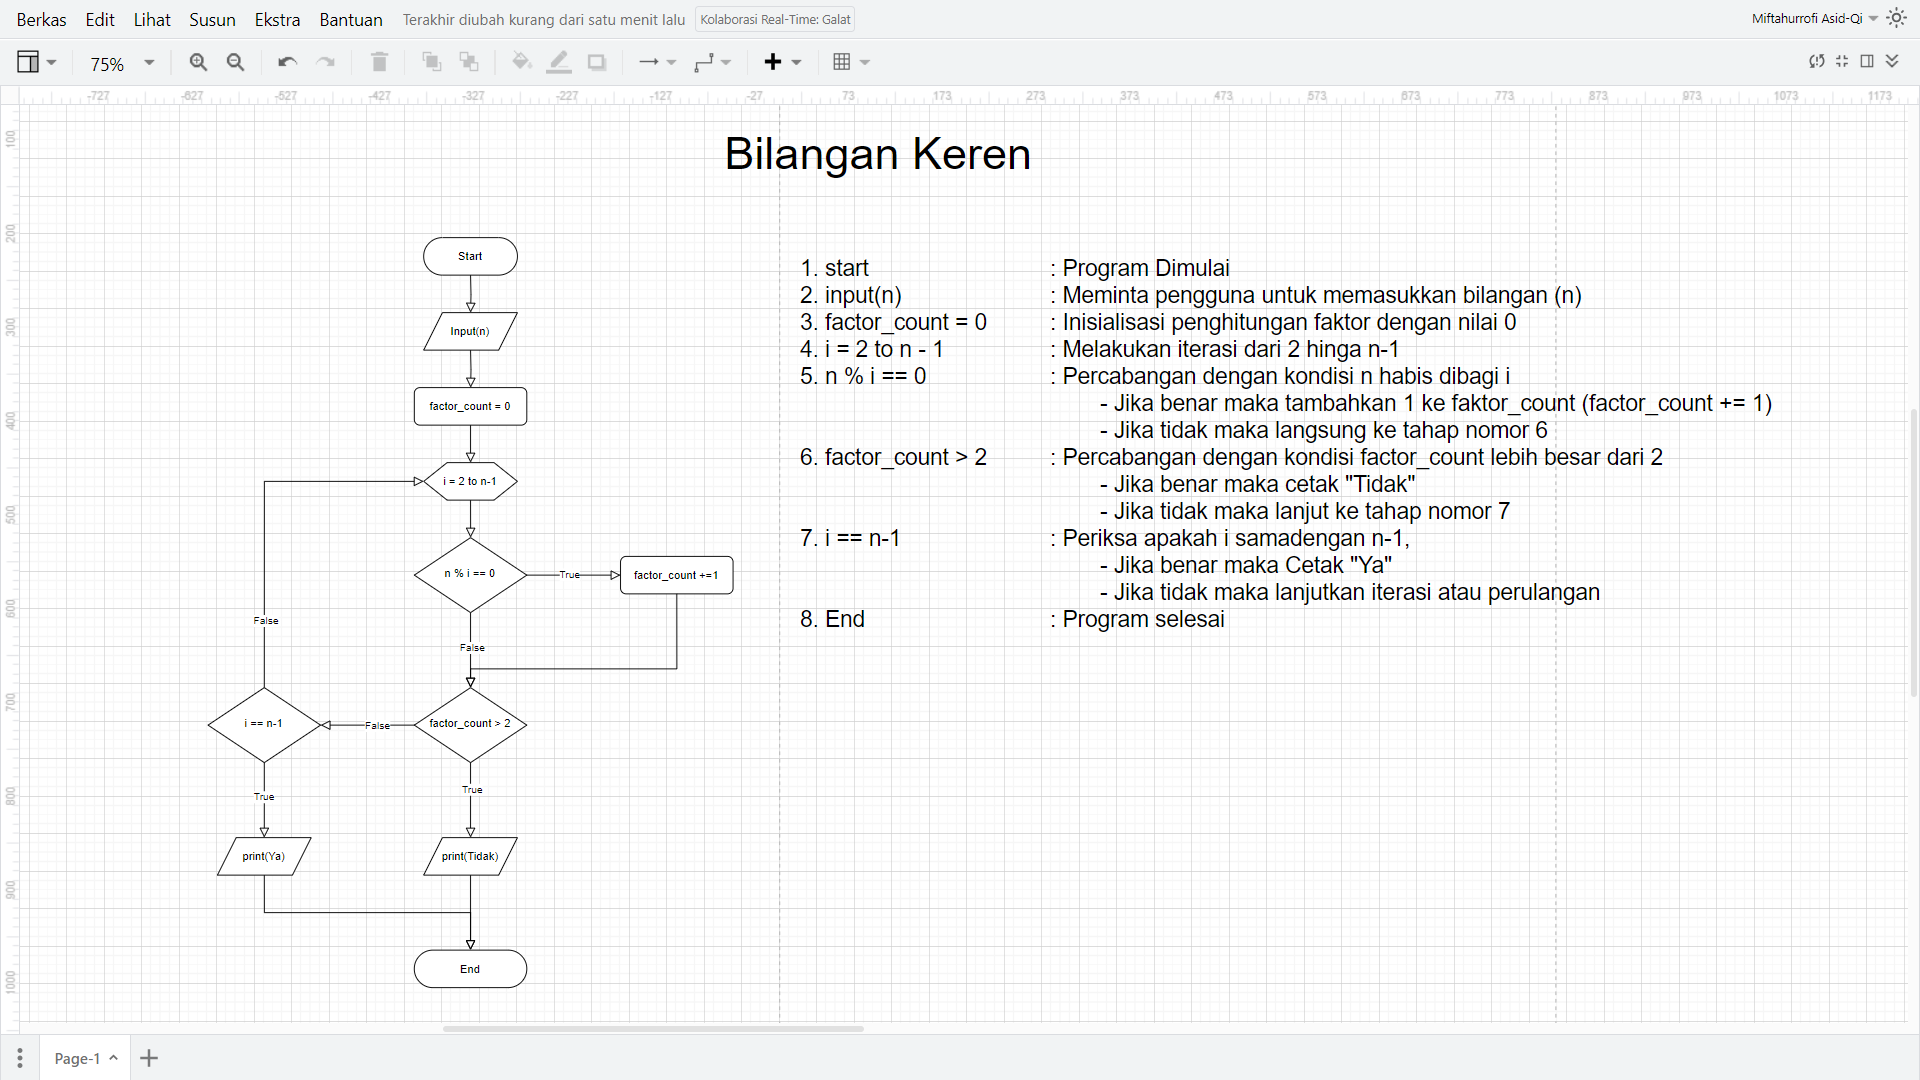 Berkas Edit Lihat Susun Ekstra Bantuan Terakhir diubah kurang dari satu menit lalu Kolaborasi Real-Time: Galat Miftahurrofi Asid-Qi
75%
-727 -627 -527 -427 -327 -227 -127 -27 73 173 273 373 473 573 673 773 873 973 1073 1173
100
200
300
400
500
600
700
800
900
1000
Bilangan Keren
Start
Input(n)
factor_count = 0
i = 2 to n-1
n % i == 0
True
factor_count +=1
False
False
i == n-1
False
factor_count > 2
True
True
print(Ya)
print(Tidak)
End
1. start : Program Dimulai
2. input(n) : Meminta pengguna untuk memasukkan bilangan (n)
3. factor_count = 0 : Inisialisasi penghitungan faktor dengan nilai 0
4. i = 2 to n - 1 : Melakukan iterasi dari 2 hingga n-1
5. n % i == 0 : Percabangan dengan kondisi n habis dibagi i
- Jika benar maka tambahkan 1 ke faktor_count (factor_count += 1)
- Jika tidak maka langsung ke tahap nomor 6
6. factor_count > 2 : Percabangan dengan kondisi factor_count lebih besar dari 2
- Jika benar maka cetak "Tidak"
- Jika tidak maka lanjut ke tahap nomor 7
7. i == n-1 : Periksa apakah i samadengan n-1,
- Jika benar maka Cetak "Ya"
- Jika tidak maka lanjutkan iterasi atau perulangan
8. End : Program selesai
Page-1